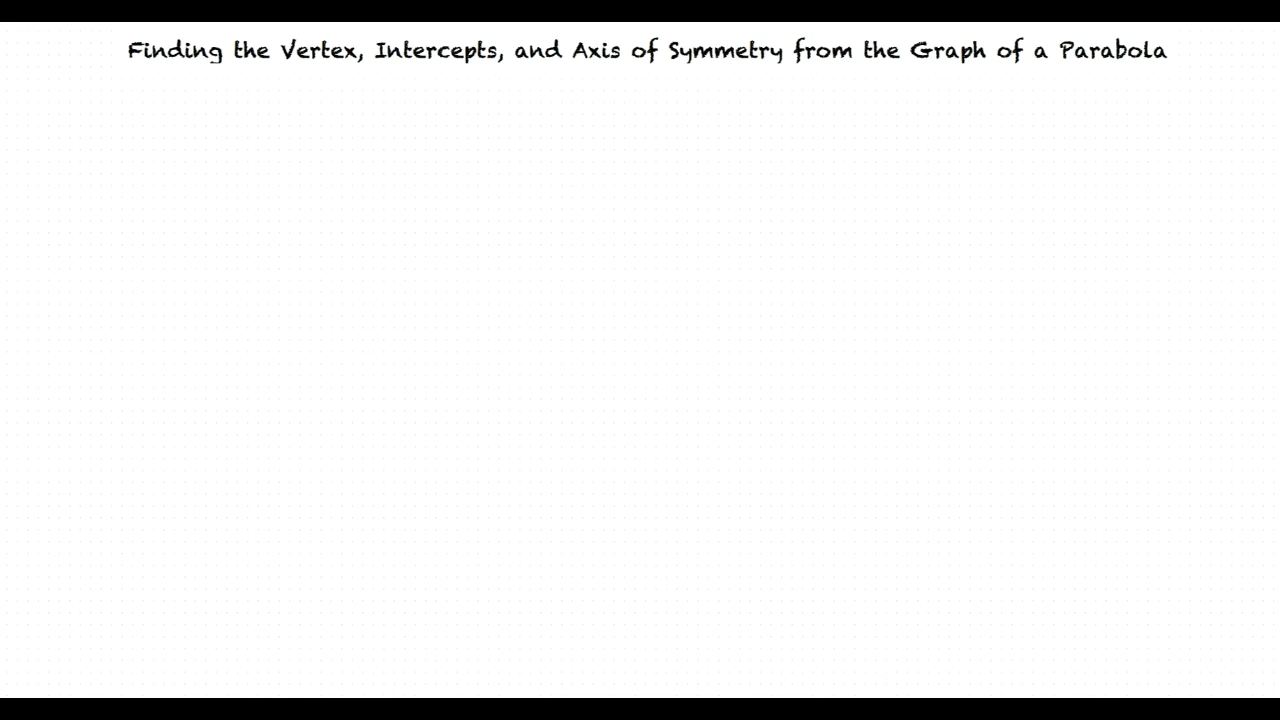 Finding the Vertex, Intercepts, and Axis of Symmetry from the Graph of a Parabola